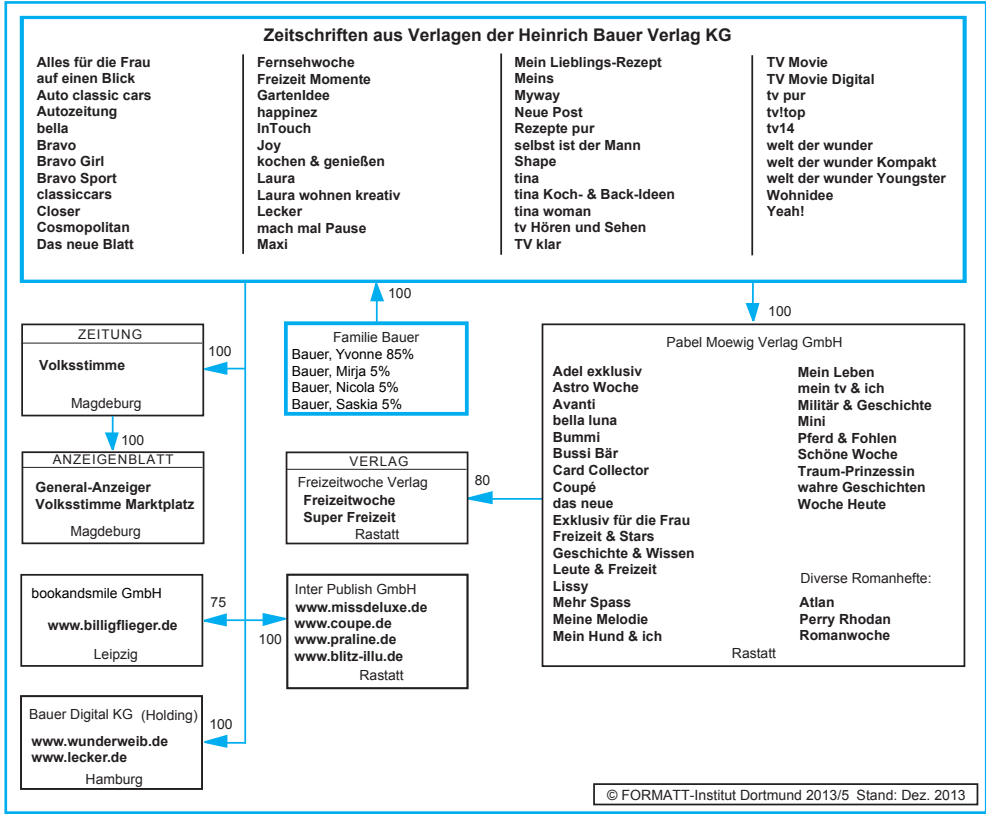 Zeitschriften aus Verlagen der Heinrich Bauer Verlag KG
Alles für die Frau
auf einen Blick
Auto classic cars
Autozeitung
bella
Bravo
Bravo Girl
Bravo Sport
classiccars
Closer
Cosmopolitan
Das neue Blatt
Fernsehwoche
Freizeit Momente
GartenIdee
happinez
InTouch
Joy
kochen & genießen
Laura
Laura wohnen kreativ
Lecker
mach mal Pause
Maxi
Mein Lieblings-Rezept
Meins
Myway
Neue Post
Rezepte pur
selbst ist der Mann
Shape
tina
tina Koch- & Back-Ideen
tina woman
tv Hören und Sehen
TV klar
TV Movie
TV Movie Digital
tv pur
tv!top
tv14
welt der wunder
welt der wunder Kompakt
welt der wunder Youngster
Wohnidee
Yeah!
100
100
ZEITUNG
Volksstimme
Magdeburg
100
100
ANZEIGENBLATT
General-Anzeiger
Volksstimme Marktplatz
Magdeburg
Familie Bauer
Bauer, Yvonne 85%
Bauer, Mirja 5%
Bauer, Nicola 5%
Bauer, Saskia 5%
VERLAG
Freizeitwoche Verlag
Freizeitwoche
Super Freizeit
Rastatt
80
Pabel Moewig Verlag GmbH
Adel exklusiv
Astro Woche
Avanti
bella luna
Bummi
Bussi Bär
Card Collector
Coupé
das neue
Exklusiv für die Frau
Freizeit & Stars
Geschichte & Wissen
Leute & Freizeit
Lissy
Mehr Spass
Meine Melodie
Mein Hund & ich
Mein Leben
mein tv & ich
Militär & Geschichte
Mini
Pferd & Fohlen
Schöne Woche
Traum-Prinzessin
wahre Geschichten
Woche Heute
Diverse Romanhefte:
Atlan
Perry Rhodan
Romanwoche
Rastatt
bookandsmile GmbH
www.billigflieger.de
Leipzig
75
100
Inter Publish GmbH
www.missdeluxe.de
www.coupe.de
www.praline.de
www.blitz-illu.de
Rastatt
Bauer Digital KG (Holding)
www.wunderweib.de
www.lecker.de
Hamburg
100
© FORMATT-Institut Dortmund 2013/5 Stand: Dez. 2013